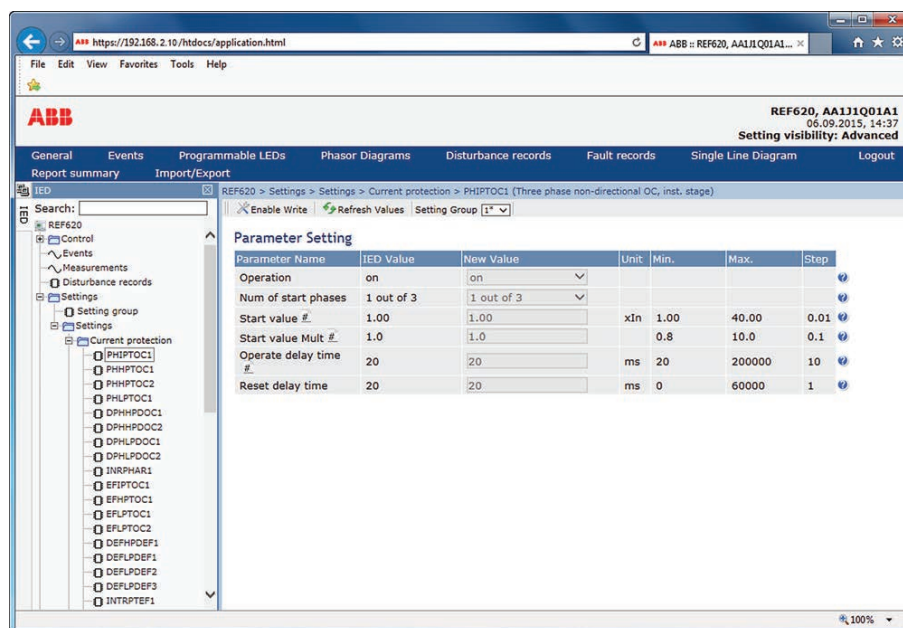 ABB https://192.168.2.10/htdocs/application.html
ABB ABB :: REF620, AA1J1Q01A1...
File Edit View Favorites Tools Help
ABB
REF620, AA1J1Q01A1
06.09.2015, 14:37
Setting visibility: Advanced
General Events Programmable LEDs Phasor Diagrams Disturbance records Fault records Single Line Diagram Logout
Report summary Import/Export
IED
IED
REF620 > Settings > Settings > Current protection > PHIPTOC1 (Three phase non-directional OC, inst. stage)
Search:
Enable Write Refresh Values Setting Group 1*
REF620
Control
Events
Measurements
Disturbance records
Settings
Setting group
Settings
Current protection
PHIPTOC1
PHHPTOC1
PHHPTOC2
PHLPTOC1
DPHHPDOC1
DPHHPDOC2
DPHLPDOC1
DPHLPDOC2
INRPHAR1
EFIPTOC1
EFHPTOC1
EFLPTOC1
EFLPTOC2
DEFHPDEF1
DEFLPDEF1
DEFLPDEF2
DEFLPDEF3
INTRPTEF1
Parameter Setting
Parameter Name IED Value New Value Unit Min. Max. Step
Operation on on ?
Num of start phases 1 out of 3 1 out of 3 ?
Start value # 1.00 1.00 xIn 1.00 40.00 0.01 ?
Start value Mult # 1.0 1.0 0.8 10.0 0.1 ?
Operate delay time
# 20 20 ms 20 200000 10 ?
Reset delay time 20 20 ms 0 60000 1 ?
100%